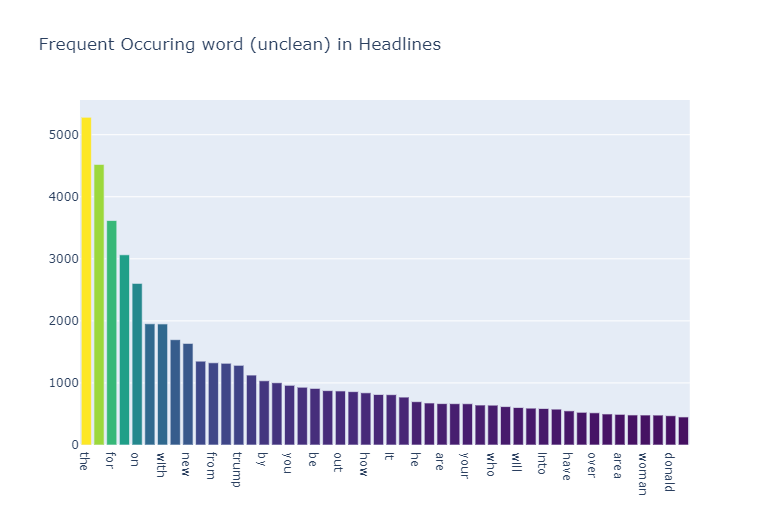 Frequent Occuring word (unclean) in Headlines
5000
4000
3000
2000
1000
0
the
for
on
with
new
from
trump
by
you
be
out
how
It
he
are
your
who
will
Into
have
over
area
woman
donald